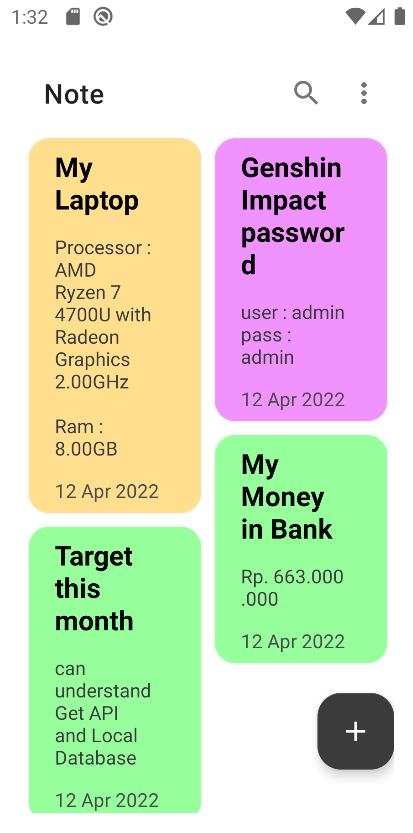 1:32
Note
My
Laptop
Processor :
AMD
Ryzen 7
4700U with
Radeon
Graphics
2.00GHz
Ram :
8.00GB
12 Apr 2022
Genshin
Impact
passwor
d
user : admin
pass :
admin
12 Apr 2022
My
Money
in Bank
Rp. 663.000
.000
12 Apr 2022
Target
this
month
can
understand
Get API
and Local
Database
12 Apr 2022